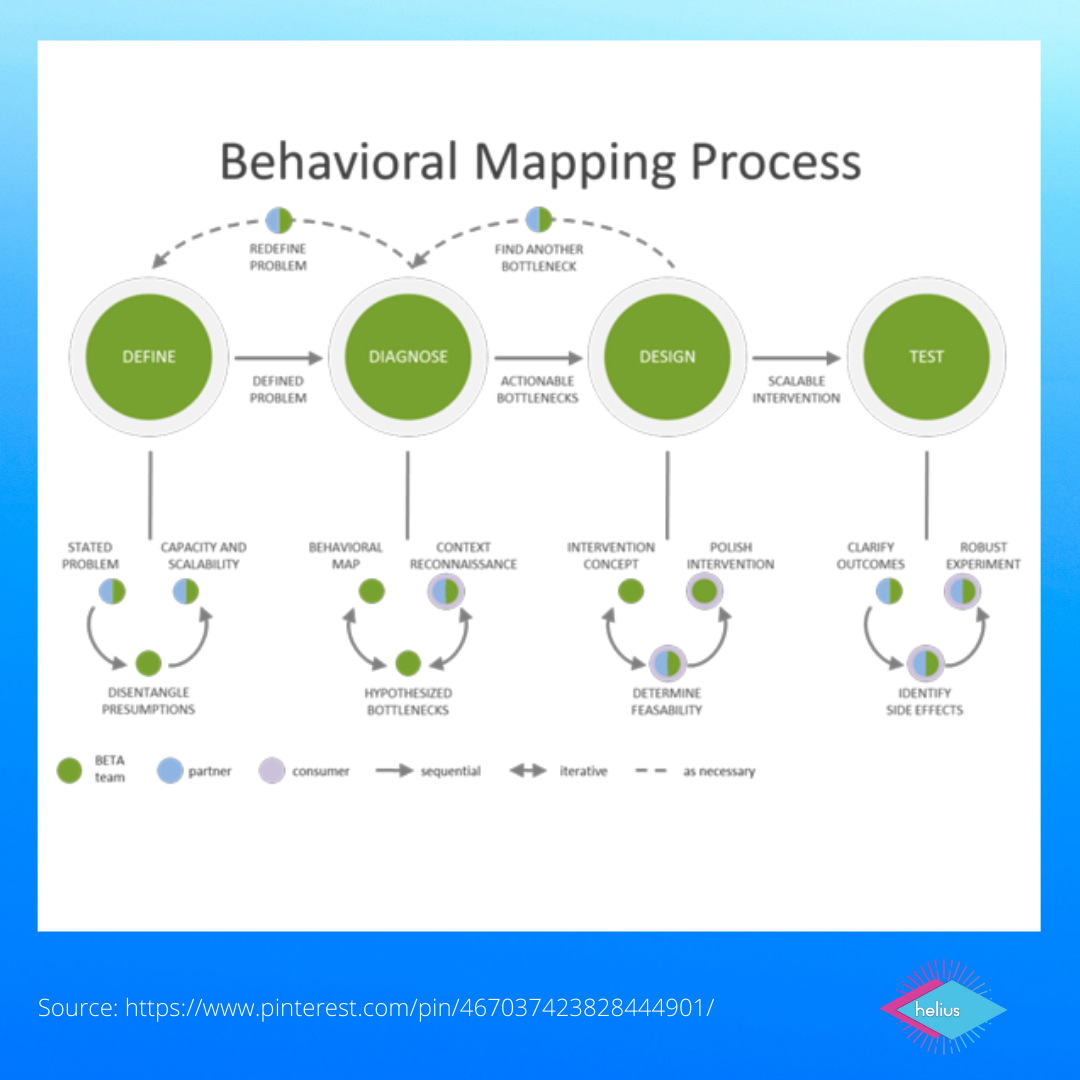 Behavioral Mapping Process
REDEFINE
PROBLEM
FIND ANOTHER
BOTTLENECK
DEFINE
DIAGNOSE
DESIGN
TEST
DEFINED
PROBLEM
ACTIONABLE
BOTTLENECKS
SCALABLE
INTERVENTION
STATED
PROBLEM
CAPACITY AND
SCALABILITY
DISENTANGLE
PRESUMPTIONS
BEHAVIORAL
MAP
CONTEXT
RECONNAISSANCE
HYPOTHESIZED
BOTTLENECKS
INTERVENTION
CONCEPT
POLISH
INTERVENTION
DETERMINE
FEASABILITY
CLARIFY
OUTCOMES
ROBUST
EXPERIMENT
IDENTIFY
SIDE EFFECTS
BETA
team
partner
consumer
sequential
iterative
as necessary
Source: https://www.pinterest.com/pin/467037423828444901/
helius